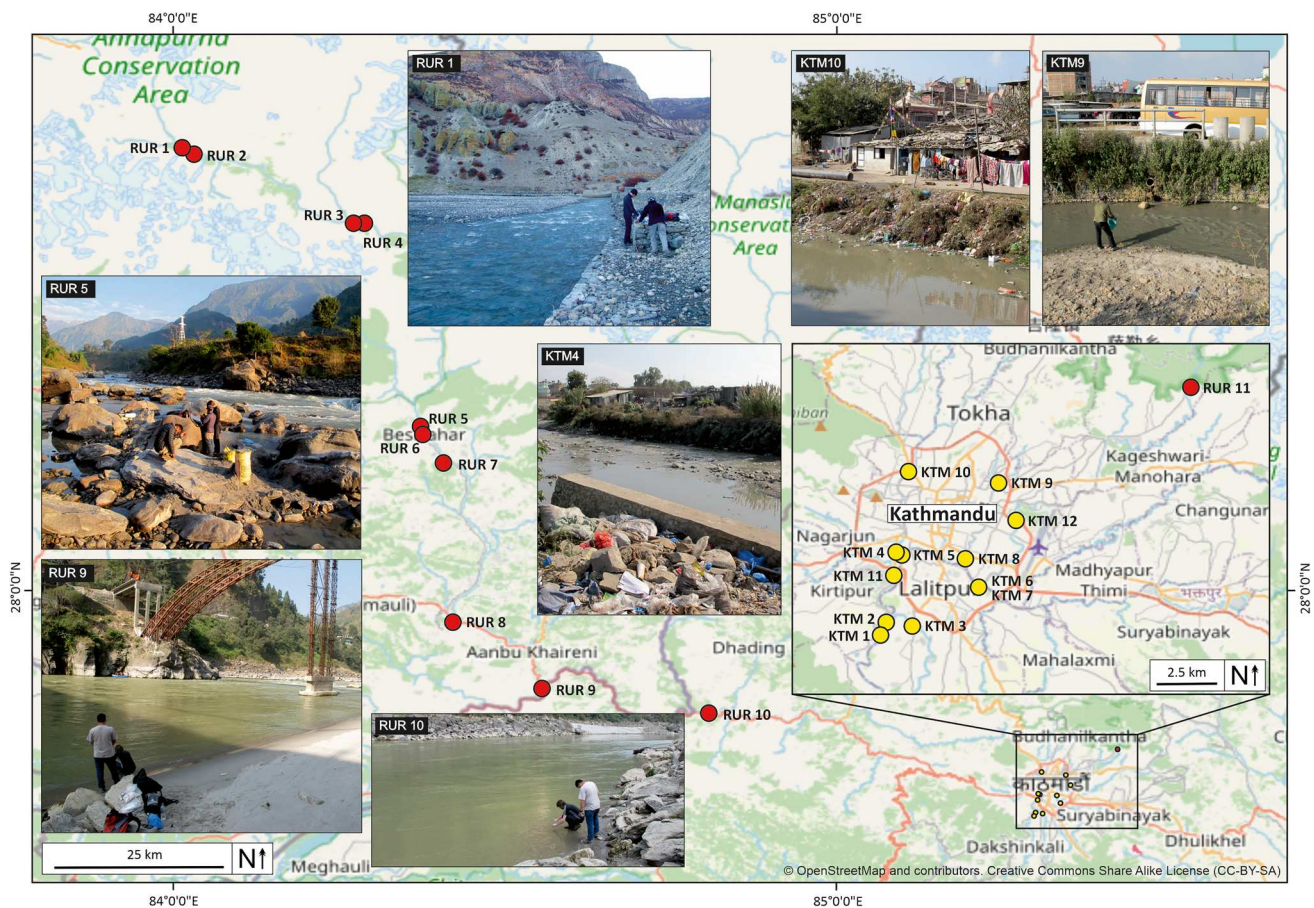 84°0'0"E
85°0'0"E
Annapurna
Conservation
Area
RUR 1
RUR 2
RUR 3
RUR 4
RUR 1
KTM10
KTM9
Manaslu
Area
RUR 5
RUR 5
RUR 6
RUR 7
KTM4
Budhanilkantha
RUR 11
Tokha
Kageshwari-
Manohara
KTM 10
KTM 9
Kathmandu
KTM 12
Changunar
Nagarjun
KTM 4
KTM 5
KTM 8
Madhyapur
Thimi
भक्तपुर
KTM 11
Kirtipur
Lalitpu
KTM 6
KTM 7
KTM 2
KTM 1
KTM 3
Suryabinayak
Mahalaxmi
2.5 km
N↑
28°0'0"N
28°0'0"N
RUR 9
mauli)
RUR 8
Aanbu Khaireni
Dhading
RUR 9
RUR 10
RUR 10
Budhanilkantha
काठमाडौँ
Suryabinayak
Dakshinkali
Dhulikhel
25 km
N↑
Meghauli
© OpenStreetMap and contributors. Creative Commons Share Alike License (CC-BY-SA)
84°0'0"E
85°0'0"E